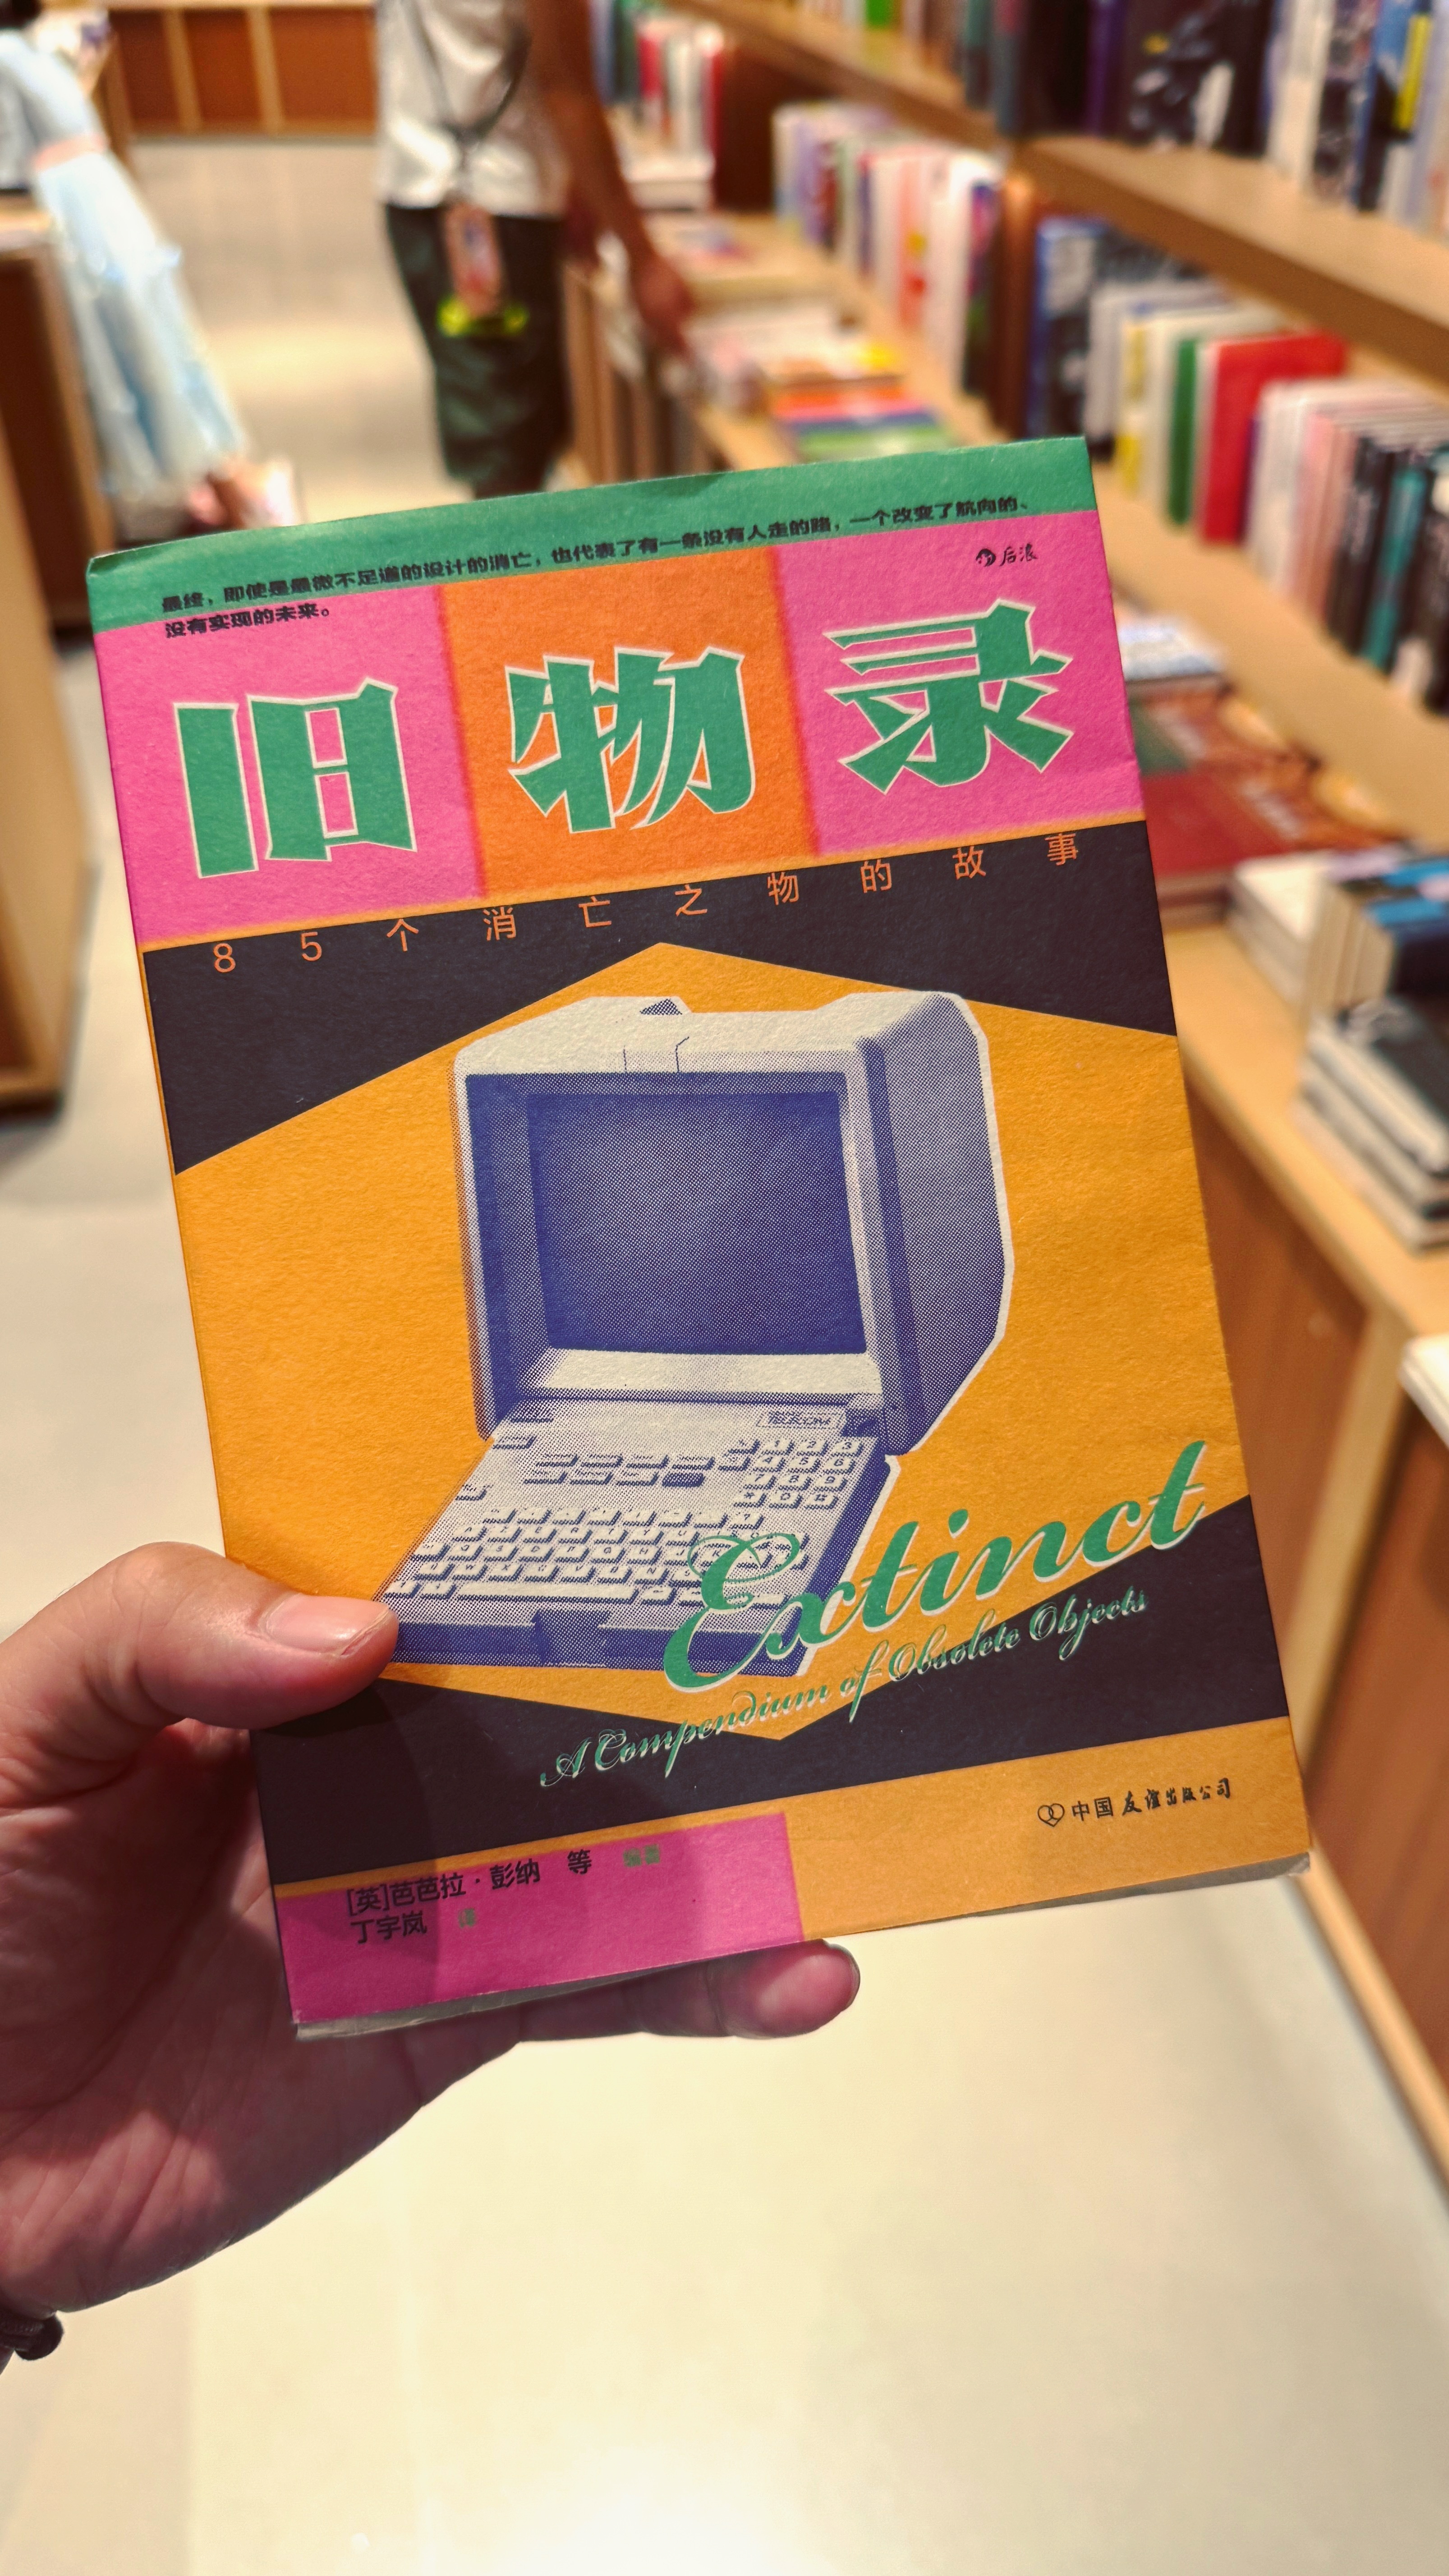 最终，即使是最微不足道的设计的消亡，也代表了有一条没有人走的路，一个改变了航向的、
没有实现的未来。
后浪
旧物录
85个消亡之物的故事
TELECOM
Extinct
A Compendium of Obsolete Objects
中国友谊出版公司
[英]芭芭拉·彭纳 等 编著
丁宇岚 译